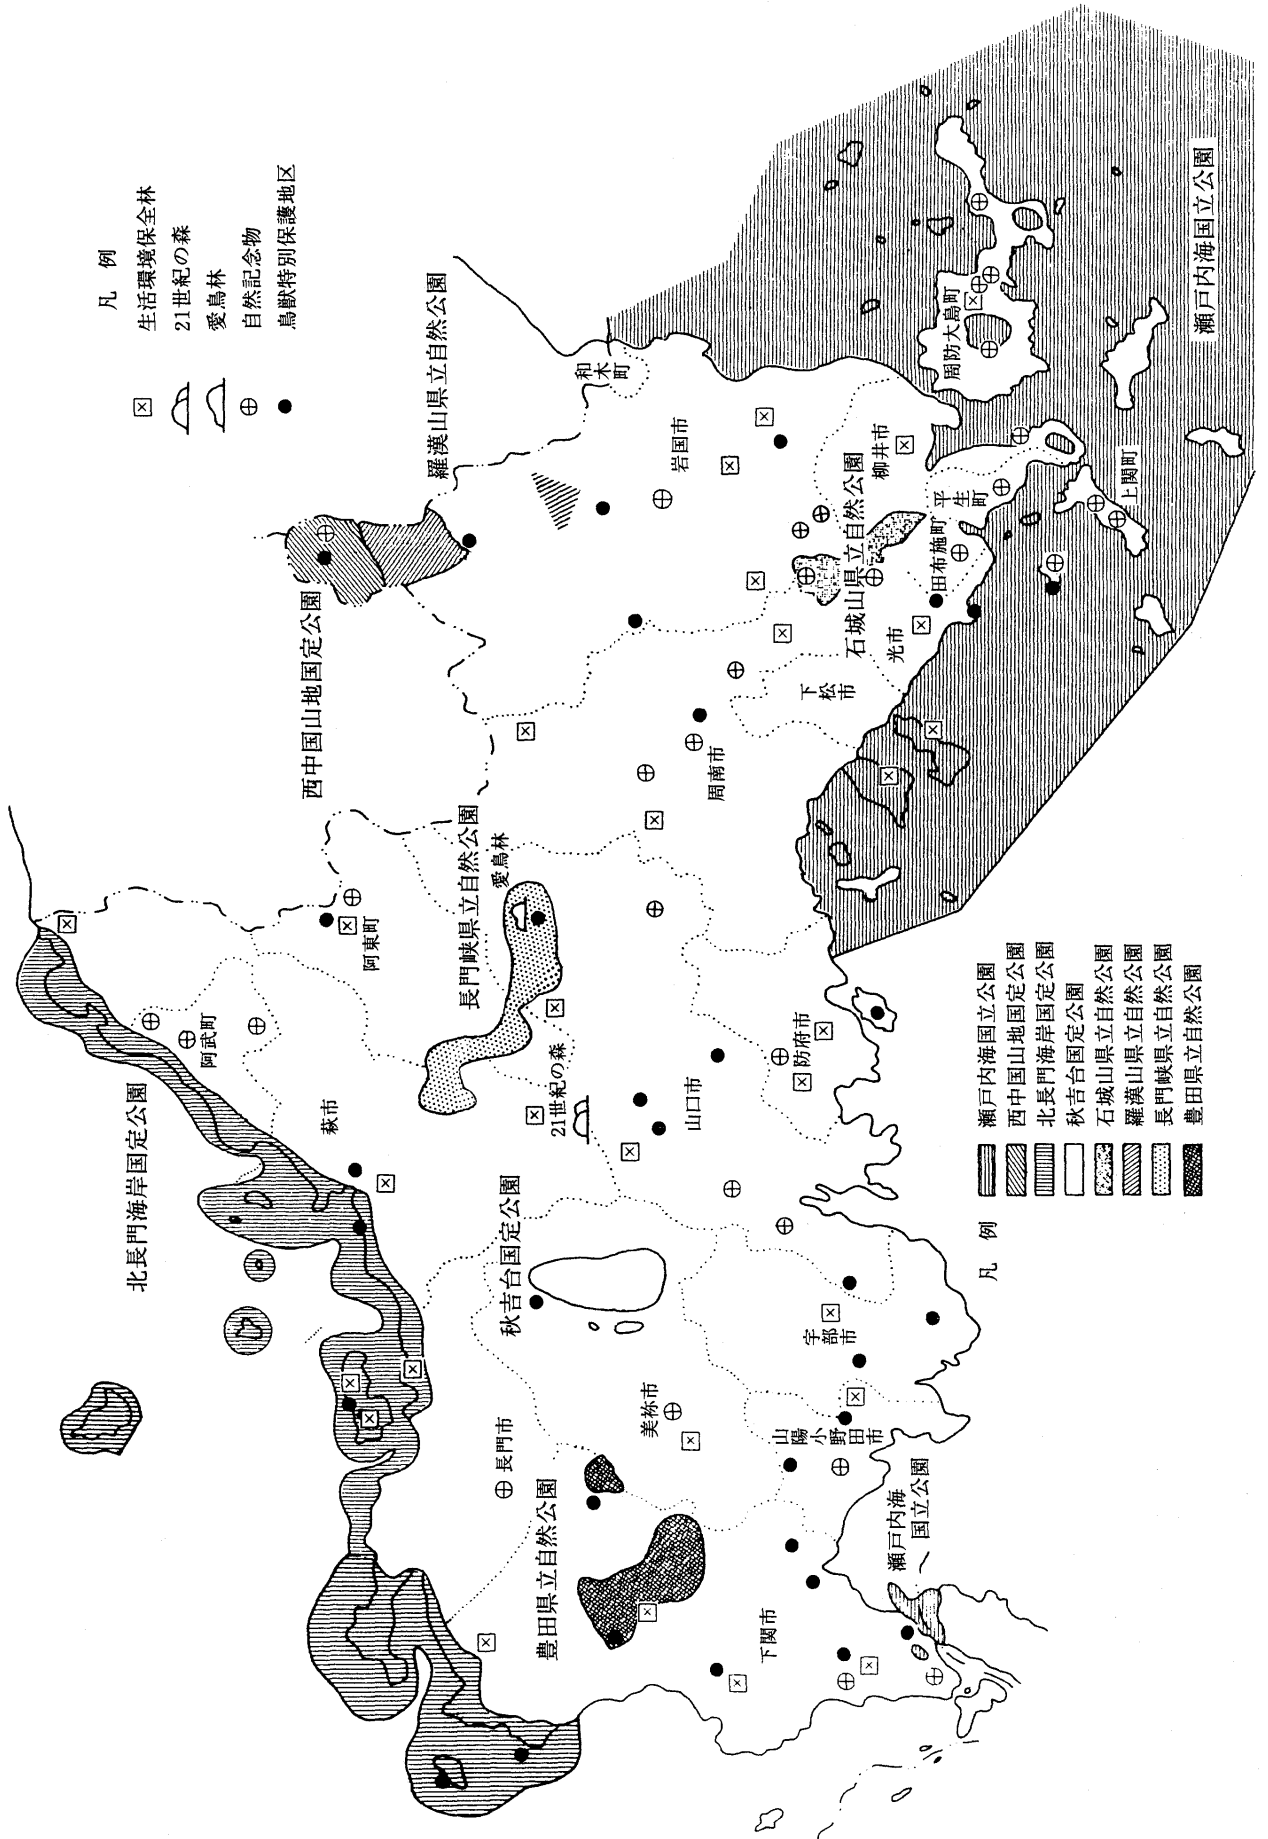 凡 例
生活環境保全林
21世紀の森
愛鳥林
自然記念物
鳥獣特別保護地区
羅漢山県立自然公園
西中国山地国定公園
和木町
岩国市
石城山県立自然公園
柳井市
平生町
田布施町
光市
下松市
周防大島町
上関町
瀬戸内海国立公園
周南市
長門峡県立自然公園
愛鳥林
阿東町
阿武町
北長門海岸国定公園
萩市
21世紀の森
山口市
防府市
秋吉台国定公園
宇部市
美祢市
山陽小野田市
長門市
豊田県立自然公園
下関市
瀬戸内海
国立公園
凡 例
瀬戸内海国立公園
西中国山地国定公園
北長門海岸国定公園
秋吉台国定公園
石城山県立自然公園
羅漢山県立自然公園
長門峡県立自然公園
豊田県立自然公園